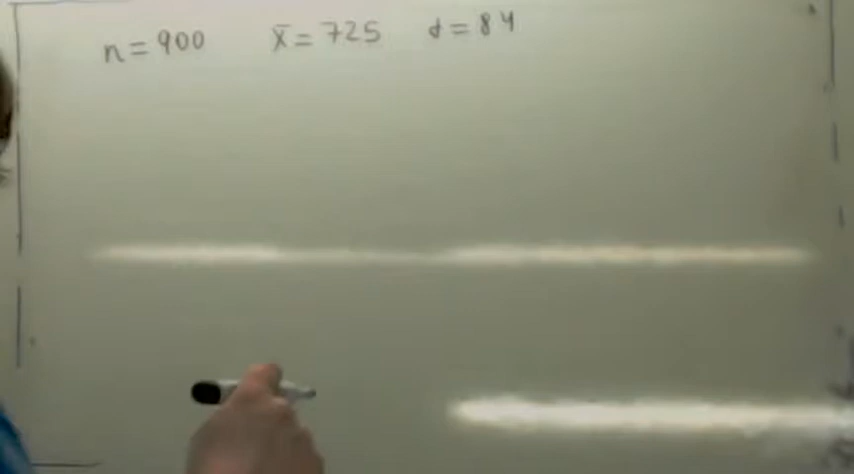 n = 900 x̄ = 725 σ = 84